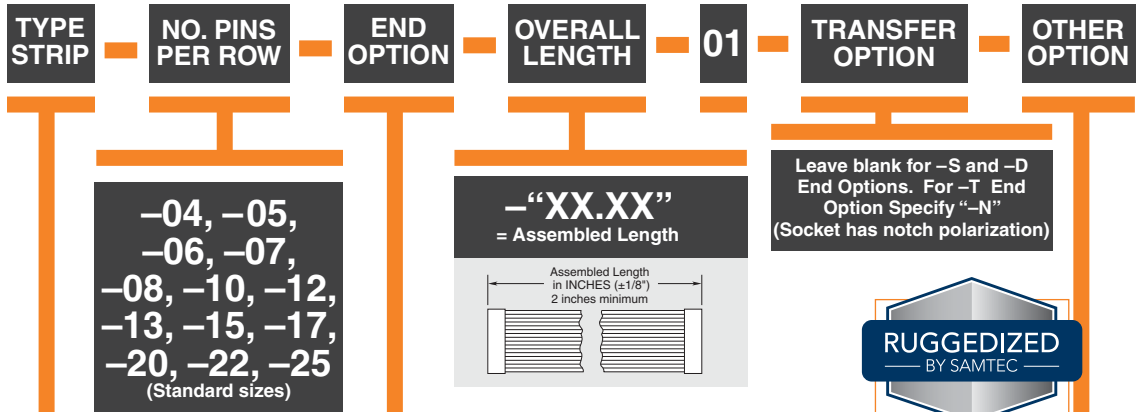 TYPE
STRIP
NO. PINS
PER ROW
END
OPTION
OVERALL
LENGTH
01
TRANSFER
OPTION
OTHER
OPTION
–04, –05,
–06, –07,
–08, –10, –12,
–13, –15, –17,
–20, –22, –25
(Standard sizes)
–“XX.XX”
= Assembled Length
Assembled Length
in INCHES (±1/8")
2 inches minimum
Leave blank for –S and –D
End Options. For –T End
Option Specify “–N”
(Socket has notch polarization)
RUGGEDIZED
BY SAMTEC